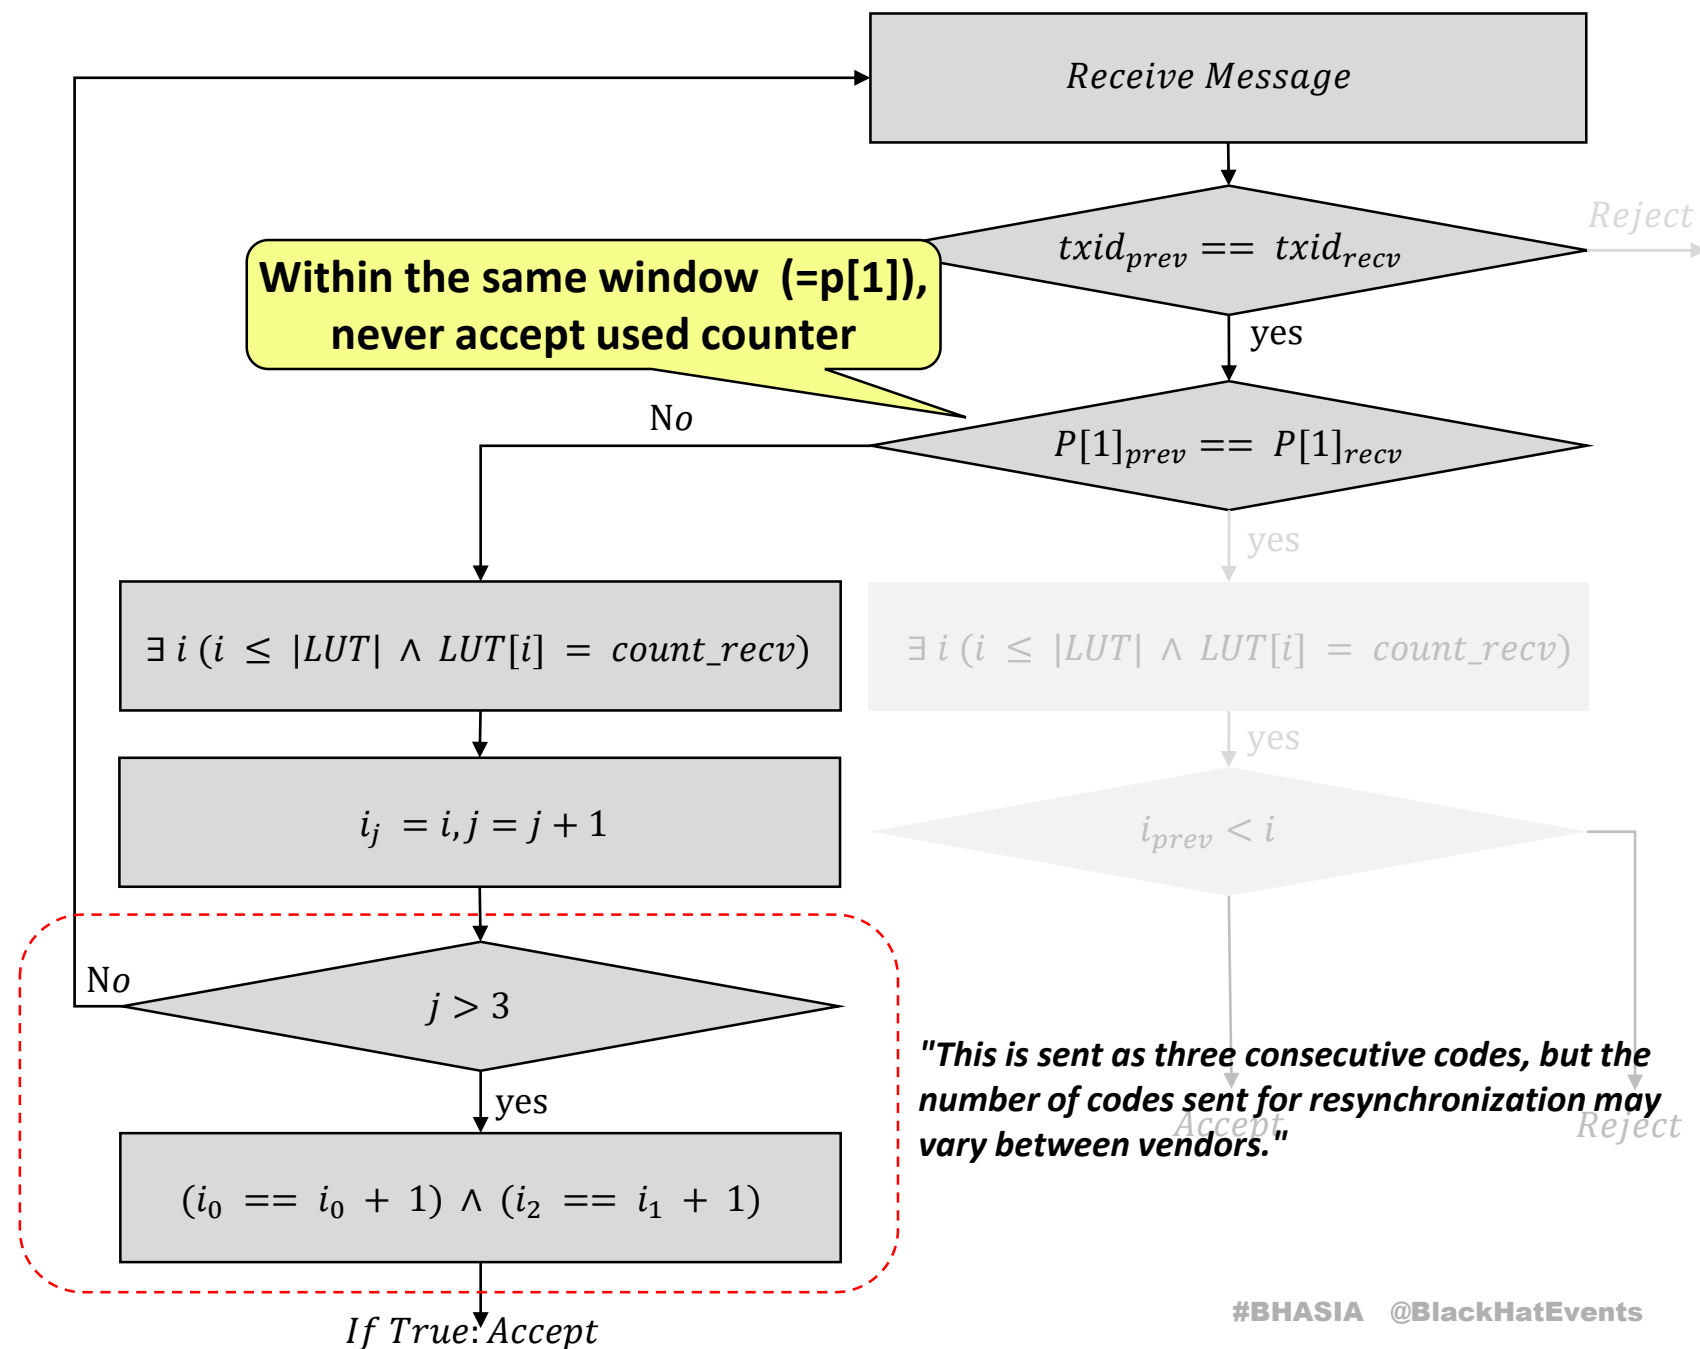 Receive Message
Reject
txid_prev == txid_recv
Within the same window (=p[1]),
never accept used counter
yes
No
P[1]_prev == P[1]_recv
yes
∃ i (i ≤ |LUT| ∧ LUT[i] = count_recv)
∃ i (i ≤ |LUT| ∧ LUT[i] = count_recv)
yes
i_j = i, j = j + 1
i_prev < i
No
j > 3
"This is sent as three consecutive codes, but the
number of codes sent for resynchronization may
vary between vendors."
Accept
Reject
yes
(i_0 == i_0 + 1) ∧ (i_2 == i_1 + 1)
If True: Accept
#BHASIA @BlackHatEvents